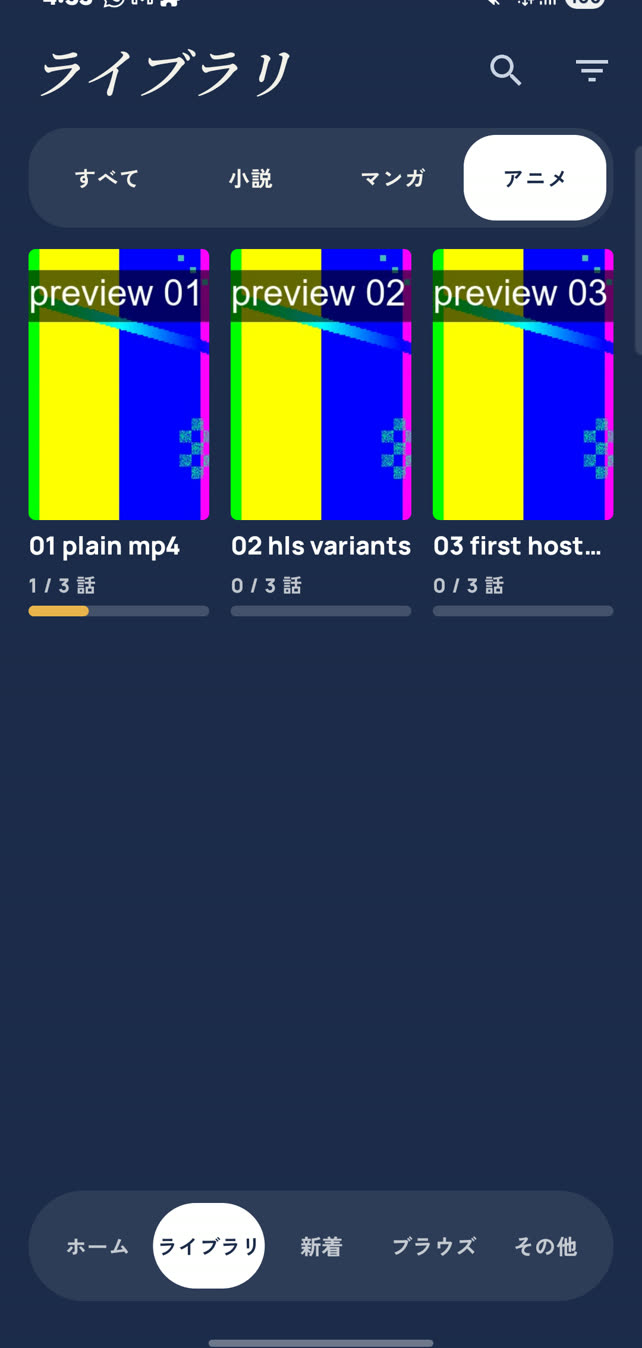 ライブラリ
すべて 小説 マンガ アニメ
preview 01 preview 02 preview 03
01 plain mp4 02 hls variants 03 first host…
1 / 3 話 0 / 3 話 0 / 3 話
ホーム ライブラリ 新着 ブラウズ その他